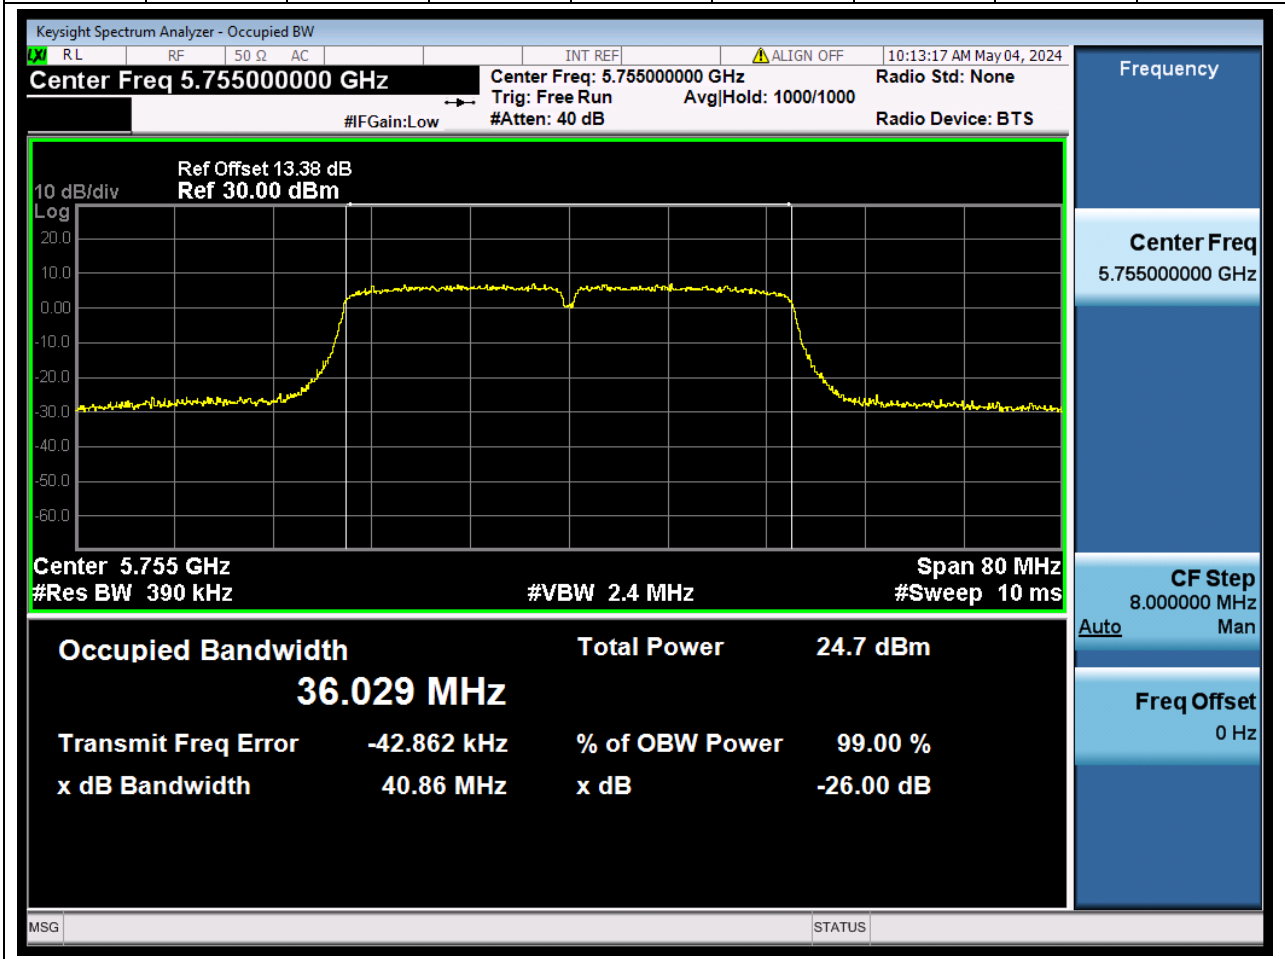 Keysight Spectrum Analyzer - Occupied BW
LXI RL RF 50 Ω AC INT REF ALIGN OFF 10:13:17 AM May 04, 2024
Center Freq 5.755000000 GHz
Center Freq: 5.755000000 GHz Radio Std: None
Trig: Free Run Avg|Hold: 1000/1000
#IFGain:Low #Atten: 40 dB Radio Device: BTS
Ref Offset 13.38 dB
10 dB/div Ref 30.00 dBm
Log
20.0
10.0
0.00
-10.0
-20.0
-30.0
-40.0
-50.0
-60.0
Center 5.755 GHz Span 80 MHz
#Res BW 390 kHz #VBW 2.4 MHz #Sweep 10 ms
Occupied Bandwidth Total Power 24.7 dBm
36.029 MHz
Transmit Freq Error -42.862 kHz % of OBW Power 99.00 %
x dB Bandwidth 40.86 MHz x dB -26.00 dB
MSG STATUS
Frequency
Center Freq
5.755000000 GHz
CF Step
8.000000 MHz
Auto Man
Freq Offset
0 Hz